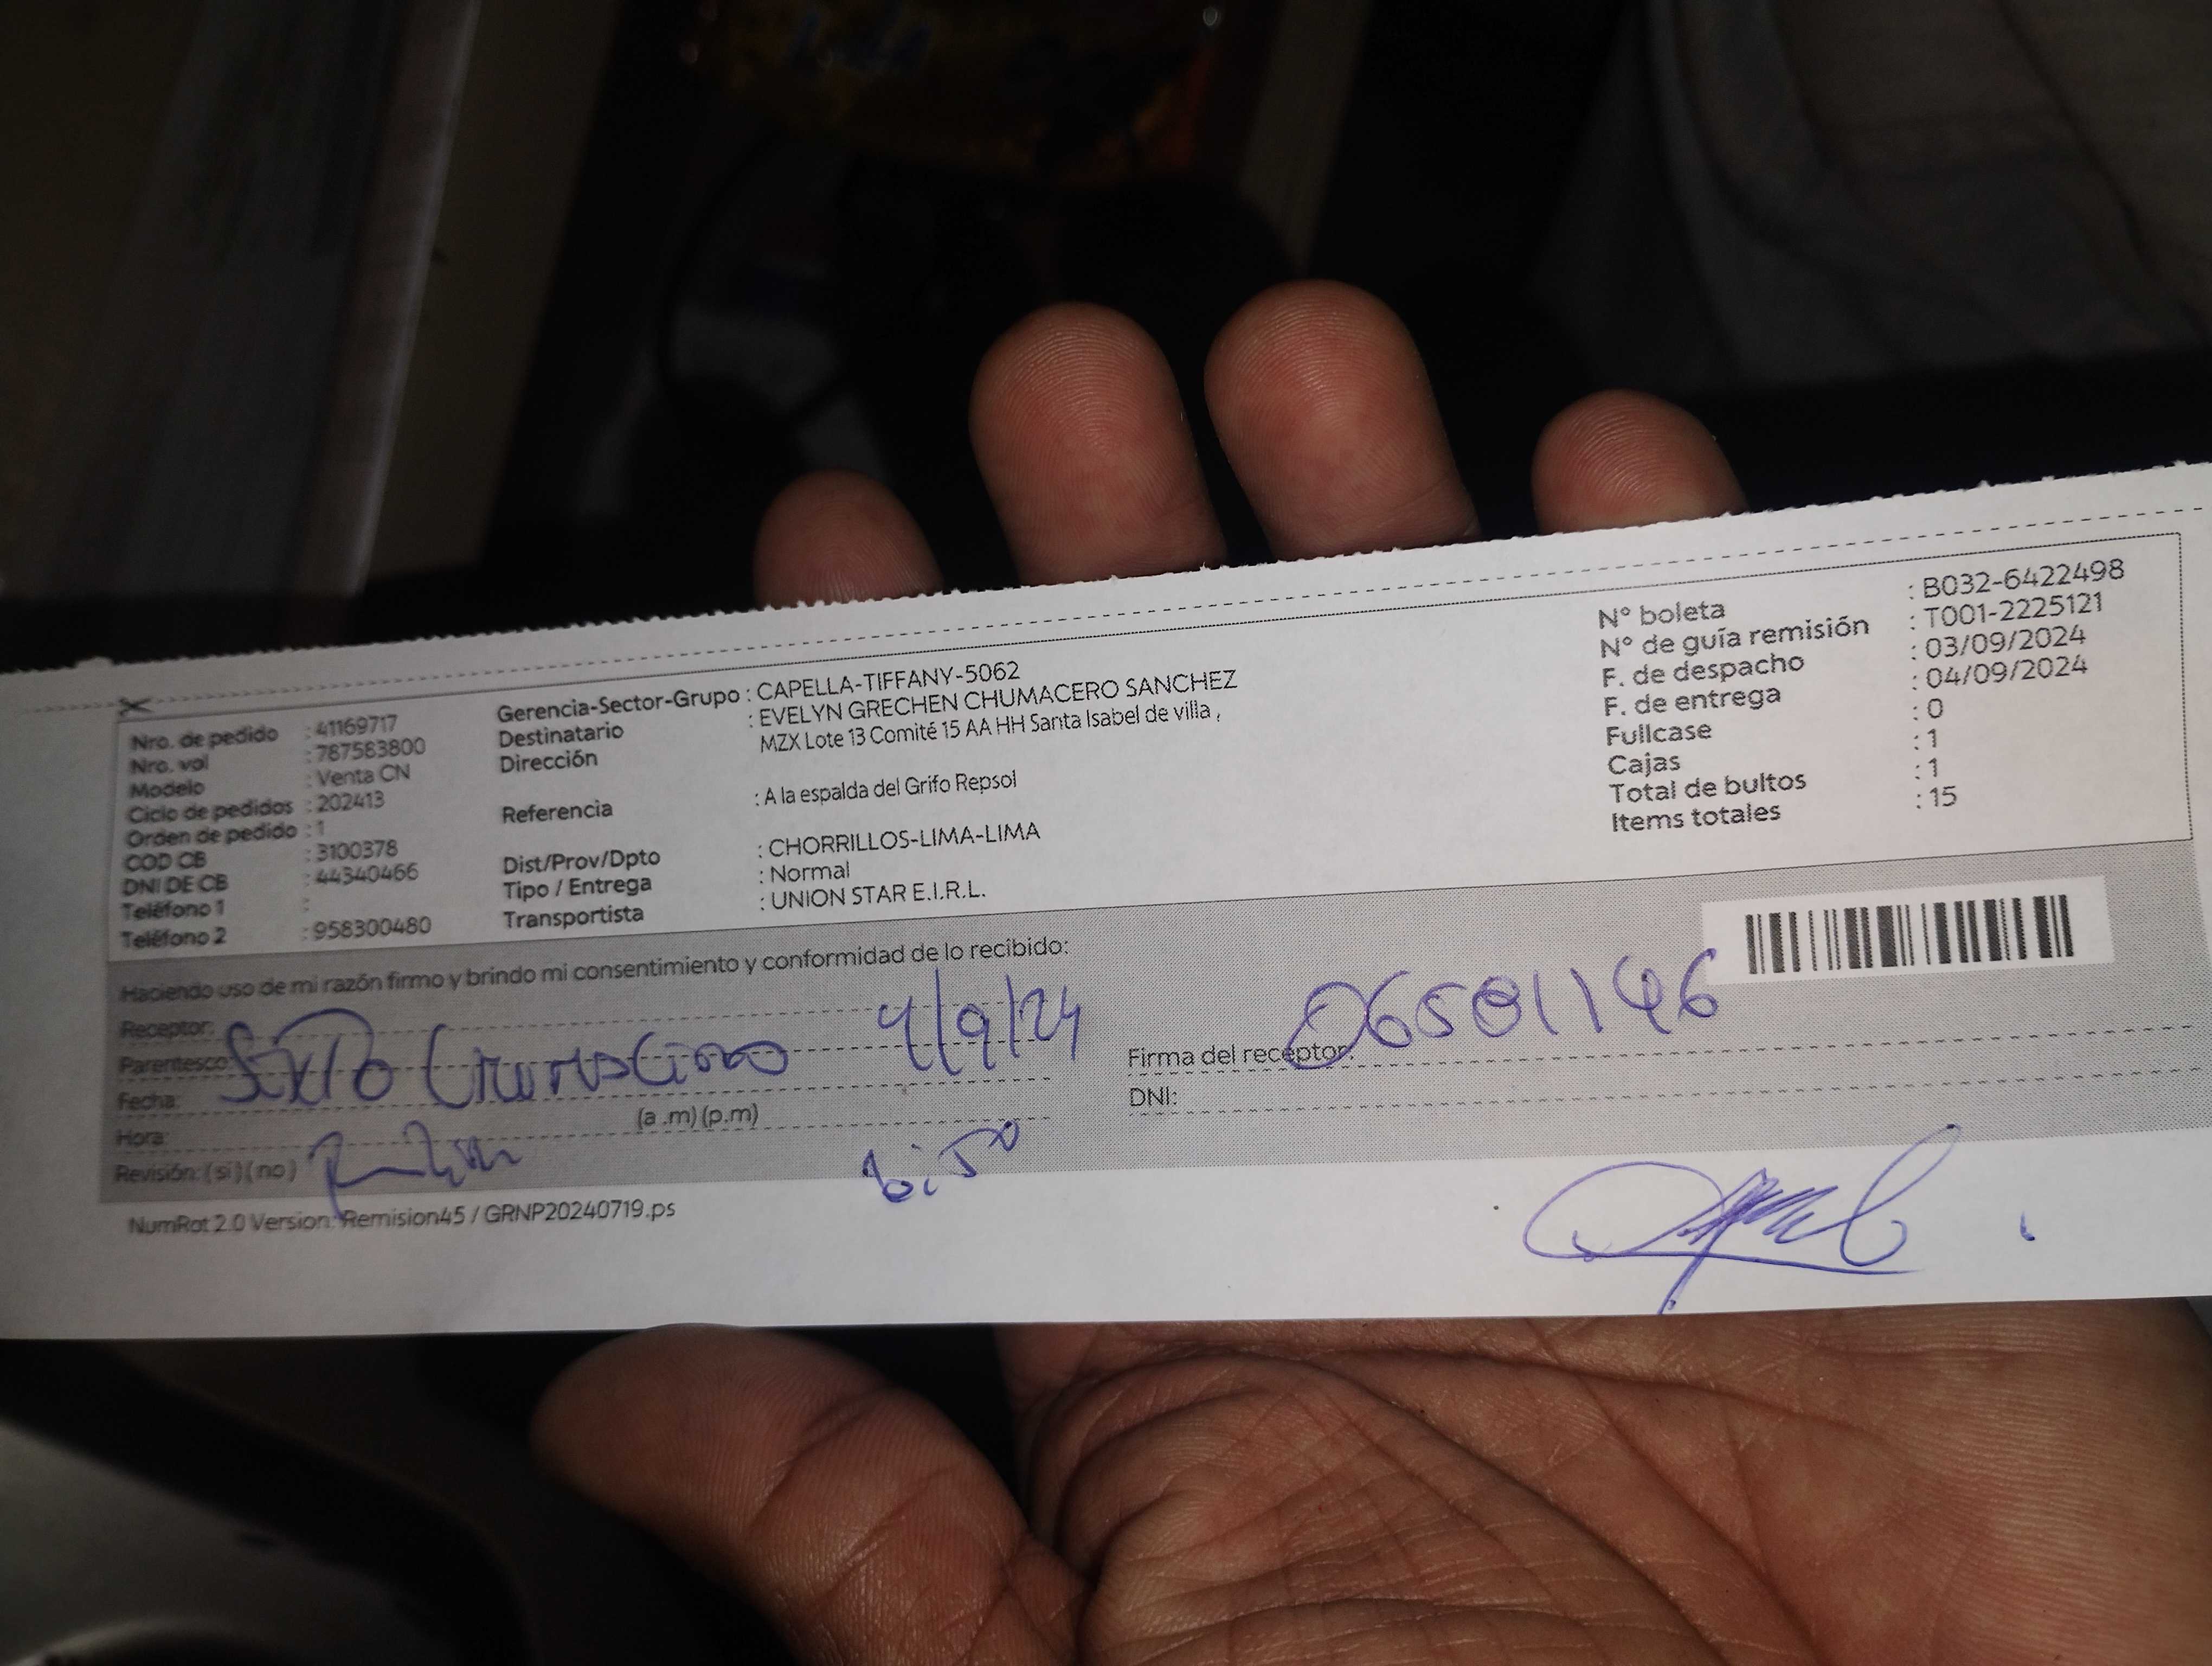 Nro. de pedido : 41169717
Nro. vol : 787583800
Modelo : Venta CN
Ciclo de pedidos : 202413
Orden de pedido : 1
COD CB : 3100378
DNI DE CB : 44340466
Teléfono 1 :
Teléfono 2 : 958300480
Gerencia-Sector-Grupo : CAPELLA-TIFFANY-5062
Destinatario : EVELYN GRECHEN CHUMACERO SANCHEZ
Dirección MZX Lote 13 Comité 15 AA HH Santa Isabel de villa ,
Referencia : A la espalda del Grifo Repsol
Dist/Prov/Dpto : CHORRILLOS-LIMA-LIMA
Tipo / Entrega : Normal
Transportista : UNION STAR E.I.R.L.
N° boleta : B032-6422498
N° de guía remisión : T001-2225121
F. de despacho : 03/09/2024
F. de entrega : 04/09/2024
Fullcase : 0
Cajas : 1
Total de bultos : 1
Items totales : 15
Haciendo uso de mi razón firmo y brindo mi consentimiento y conformidad de lo recibido:
Receptor:
Parentesco: Sixto 4/9/24
Fecha:
Hora: (a .m) (p.m)
Revisión: ( si ) ( no )
Firma del receptor:
DNI:
NumRot 2.0 Version: Remision45 / GRNP20240719.ps